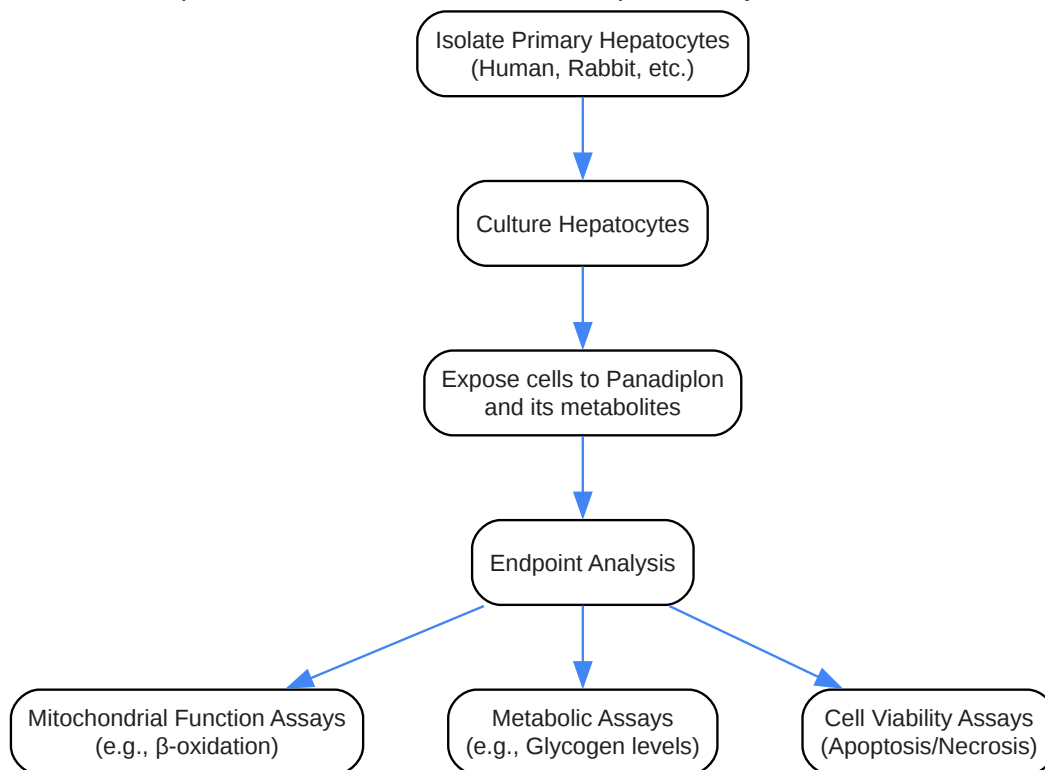 Isolate Primary Hepatocytes
(Human, Rabbit, etc.)
Culture Hepatocytes
Expose cells to Panadiplon
and its metabolites
Endpoint Analysis
Mitochondrial Function Assays
(e.g., β-oxidation)
Metabolic Assays
(e.g., Glycogen levels)
Cell Viability Assays
(Apoptosis/Necrosis)